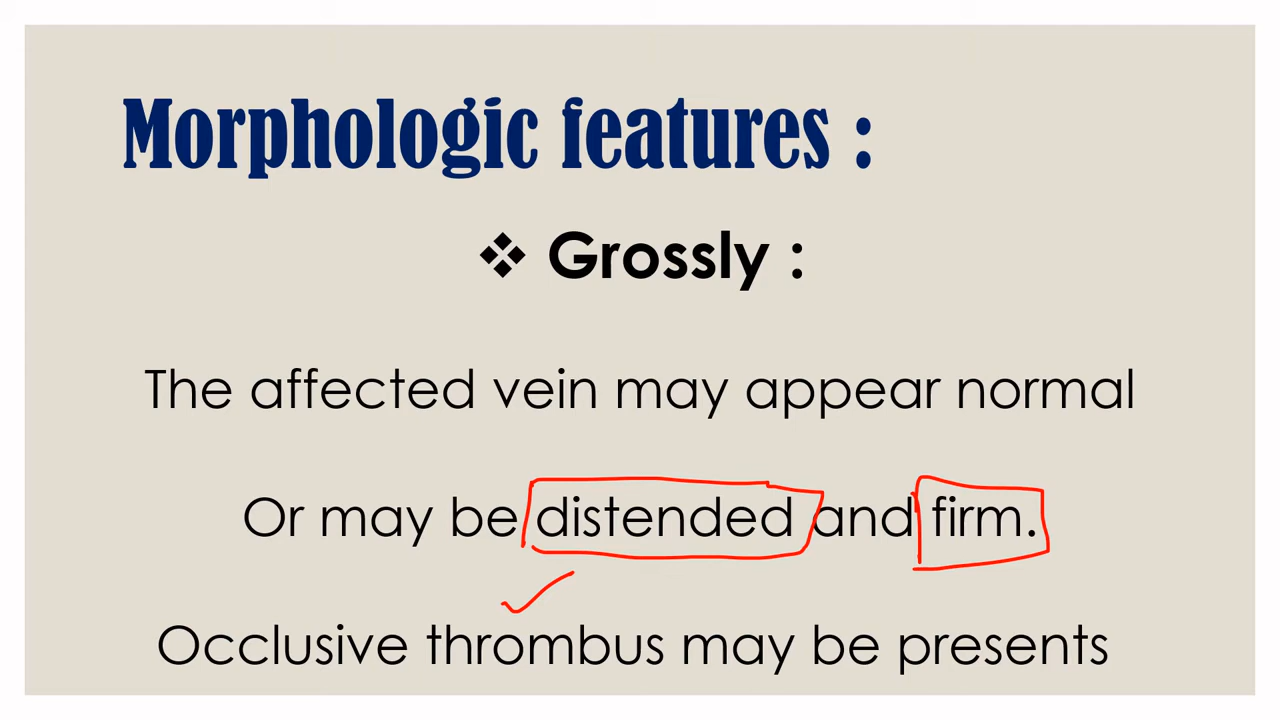 Morphologic features :
❖ Grossly :
The affected vein may appear normal
Or may be distended and firm.
Occlusive thrombus may be presents